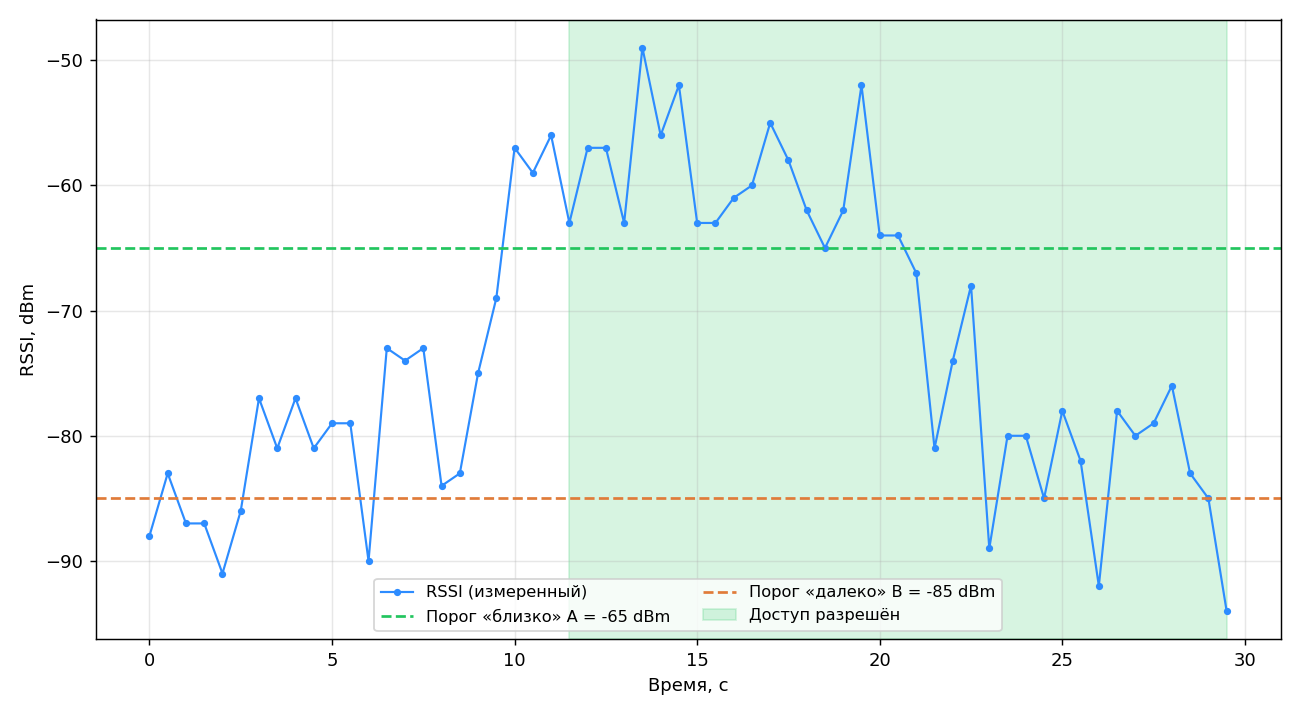 −50
−60
−70
−80
−90
RSSI, dBm
RSSI (измеренный)
Порог «близко» A = -65 dBm
Порог «далеко» B = -85 dBm
Доступ разрешён
0 5 10 15 20 25 30
Время, с